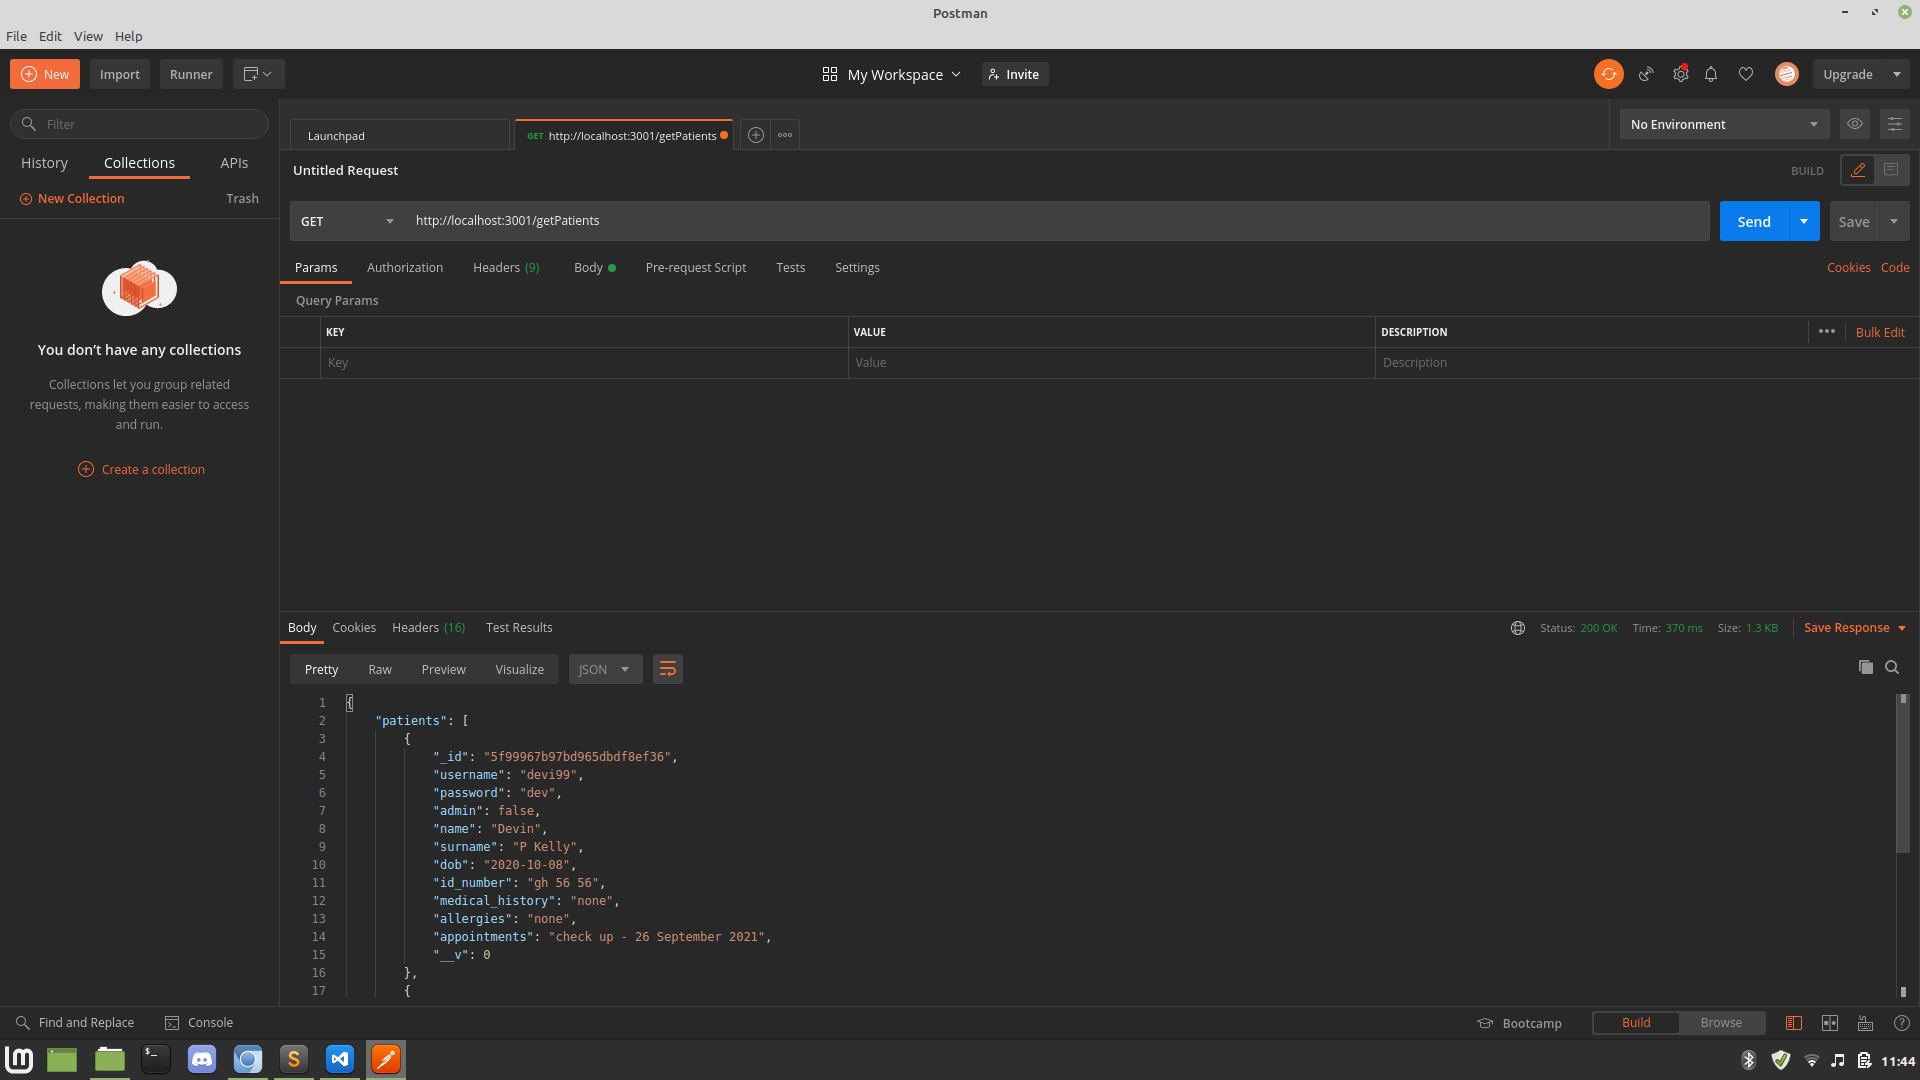 Postman
File Edit View Help
New Import Runner My Workspace Invite Upgrade
Filter
Launchpad GET http://localhost:3001/getPatients No Environment
History Collections APIs
Untitled Request BUILD
New Collection Trash
GET http://localhost:3001/getPatients Send Save
Params Authorization Headers (9) Body Pre-request Script Tests Settings Cookies Code
Query Params
KEY VALUE DESCRIPTION Bulk Edit
Key Value Description
You don’t have any collections
Collections let you group related
requests, making them easier to access
and run.
Create a collection
Body Cookies Headers (16) Test Results Status: 200 OK Time: 370 ms Size: 1.3 KB Save Response
Pretty Raw Preview Visualize JSON
1 {
2 "patients": [
3 {
4 "_id": "5f99967b97bd965dbdf8ef36",
5 "username": "devi99",
6 "password": "dev",
7 "admin": false,
8 "name": "Devin",
9 "surname": "P Kelly",
10 "dob": "2020-10-08",
11 "id_number": "gh 56 56",
12 "medical_history": "none",
13 "allergies": "none",
14 "appointments": "check up - 26 September 2021",
15 "__v": 0
16 },
17 {
Find and Replace Console Bootcamp Build Browse
11:44